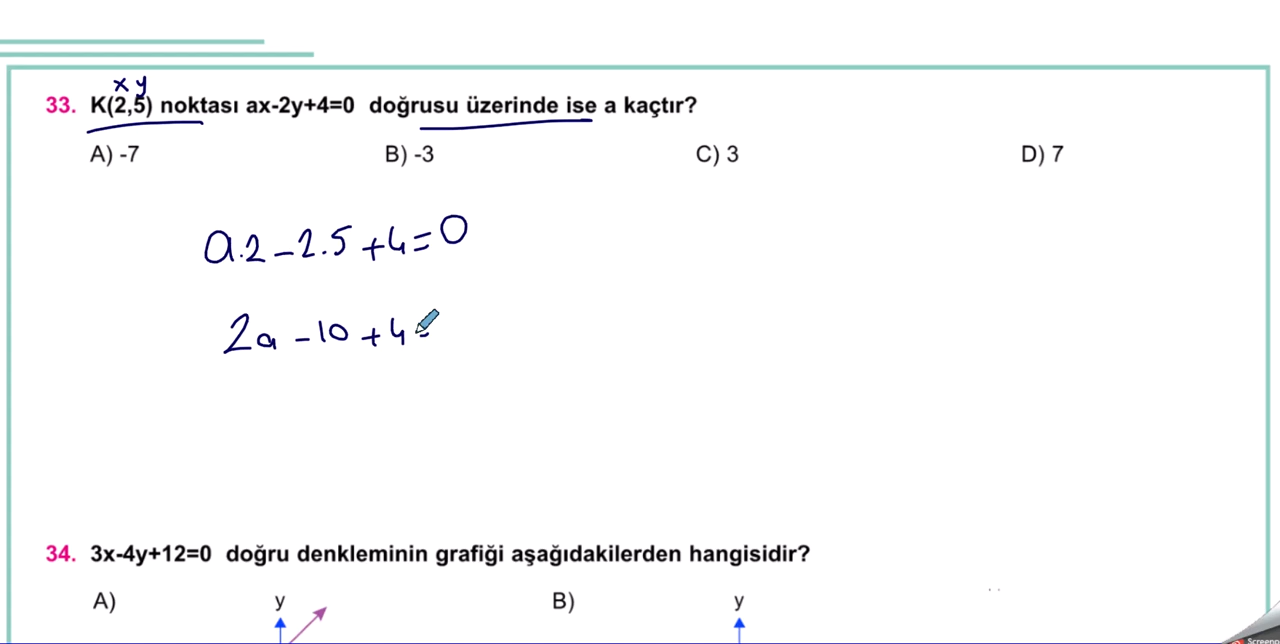 x y
33. K(2,5) noktası ax-2y+4=0 doğrusu üzerinde ise a kaçtır?
A) -7 B) -3 C) 3 D) 7
a.2-2.5+4=0
2a-10+4=
34. 3x-4y+12=0 doğru denkleminin grafiği aşağıdakilerden hangisidir?
A) y B) y